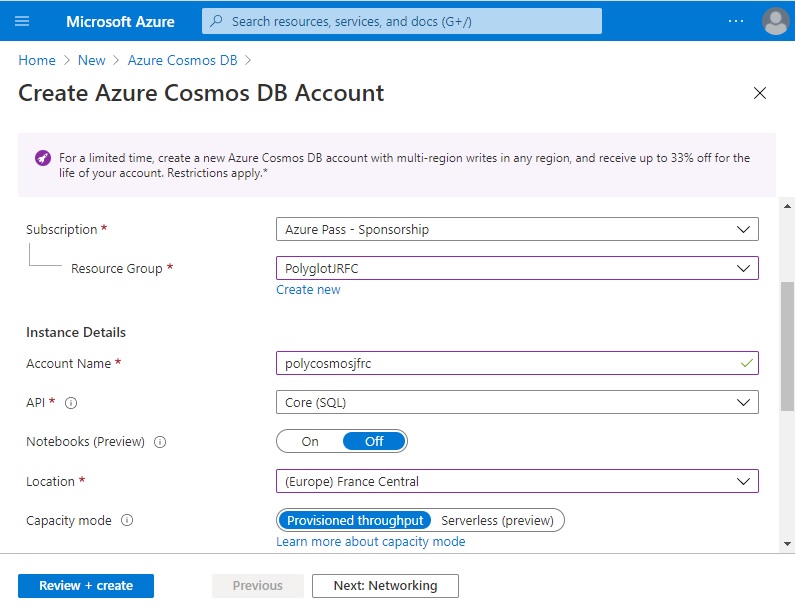 Microsoft Azure
Search resources, services, and docs (G+/)
...
Home > New > Azure Cosmos DB >
Create Azure Cosmos DB Account
For a limited time, create a new Azure Cosmos DB account with multi-region writes in any region, and receive up to 33% off for the
life of your account. Restrictions apply.*
Subscription *
Azure Pass - Sponsorship
Resource Group *
PolyglotJRFC
Create new
Instance Details
Account Name *
polycosmosjfrc
API *
Core (SQL)
Notebooks (Preview)
On Off
Location *
(Europe) France Central
Capacity mode
Provisioned throughput Serverless (preview)
Learn more about capacity mode
Review + create
Previous
Next: Networking